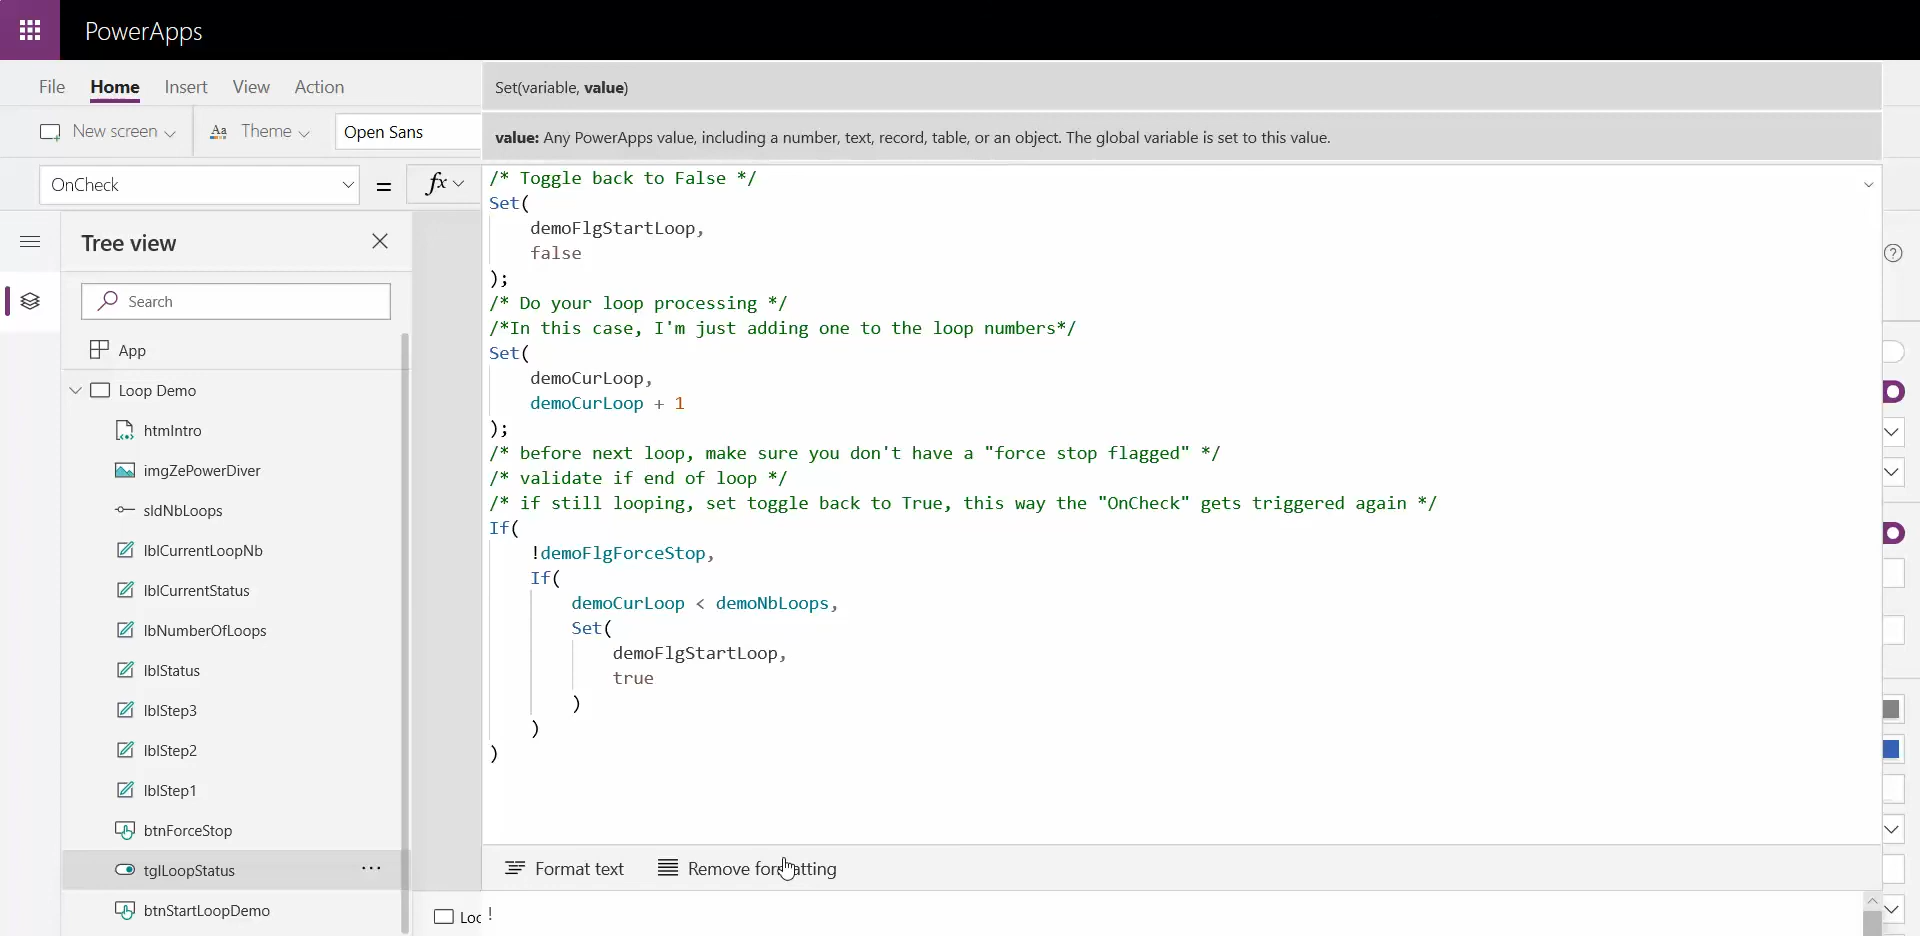 PowerApps
File Home Insert View Action
New screen Aa Theme Open Sans
Set(variable, value)
value: Any PowerApps value, including a number, text, record, table, or an object. The global variable is set to this value.
OnCheck = fx
/* Toggle back to False */
Set(
demoFlgStartLoop,
false
);
/* Do your loop processing */
/*In this case, I'm just adding one to the loop numbers*/
Set(
demoCurLoop,
demoCurLoop + 1
);
/* before next loop, make sure you don't have a "force stop flagged" */
/* validate if end of loop */
/* if still looping, set toggle back to True, this way the "OnCheck" gets triggered again */
If(
!demoFlgForceStop,
If(
demoCurLoop < demoNbLoops,
Set(
demoFlgStartLoop,
true
)
)
)
Format text Remove formatting
!
Tree view
Search
App
Loop Demo
htmIntro
imgZePowerDiver
sldNbLoops
lblCurrentLoopNb
lblCurrentStatus
lbNumberOfLoops
lblStatus
lblStep3
lblStep2
lblStep1
btnForceStop
tglLoopStatus ...
btnStartLoopDemo
Loc
?